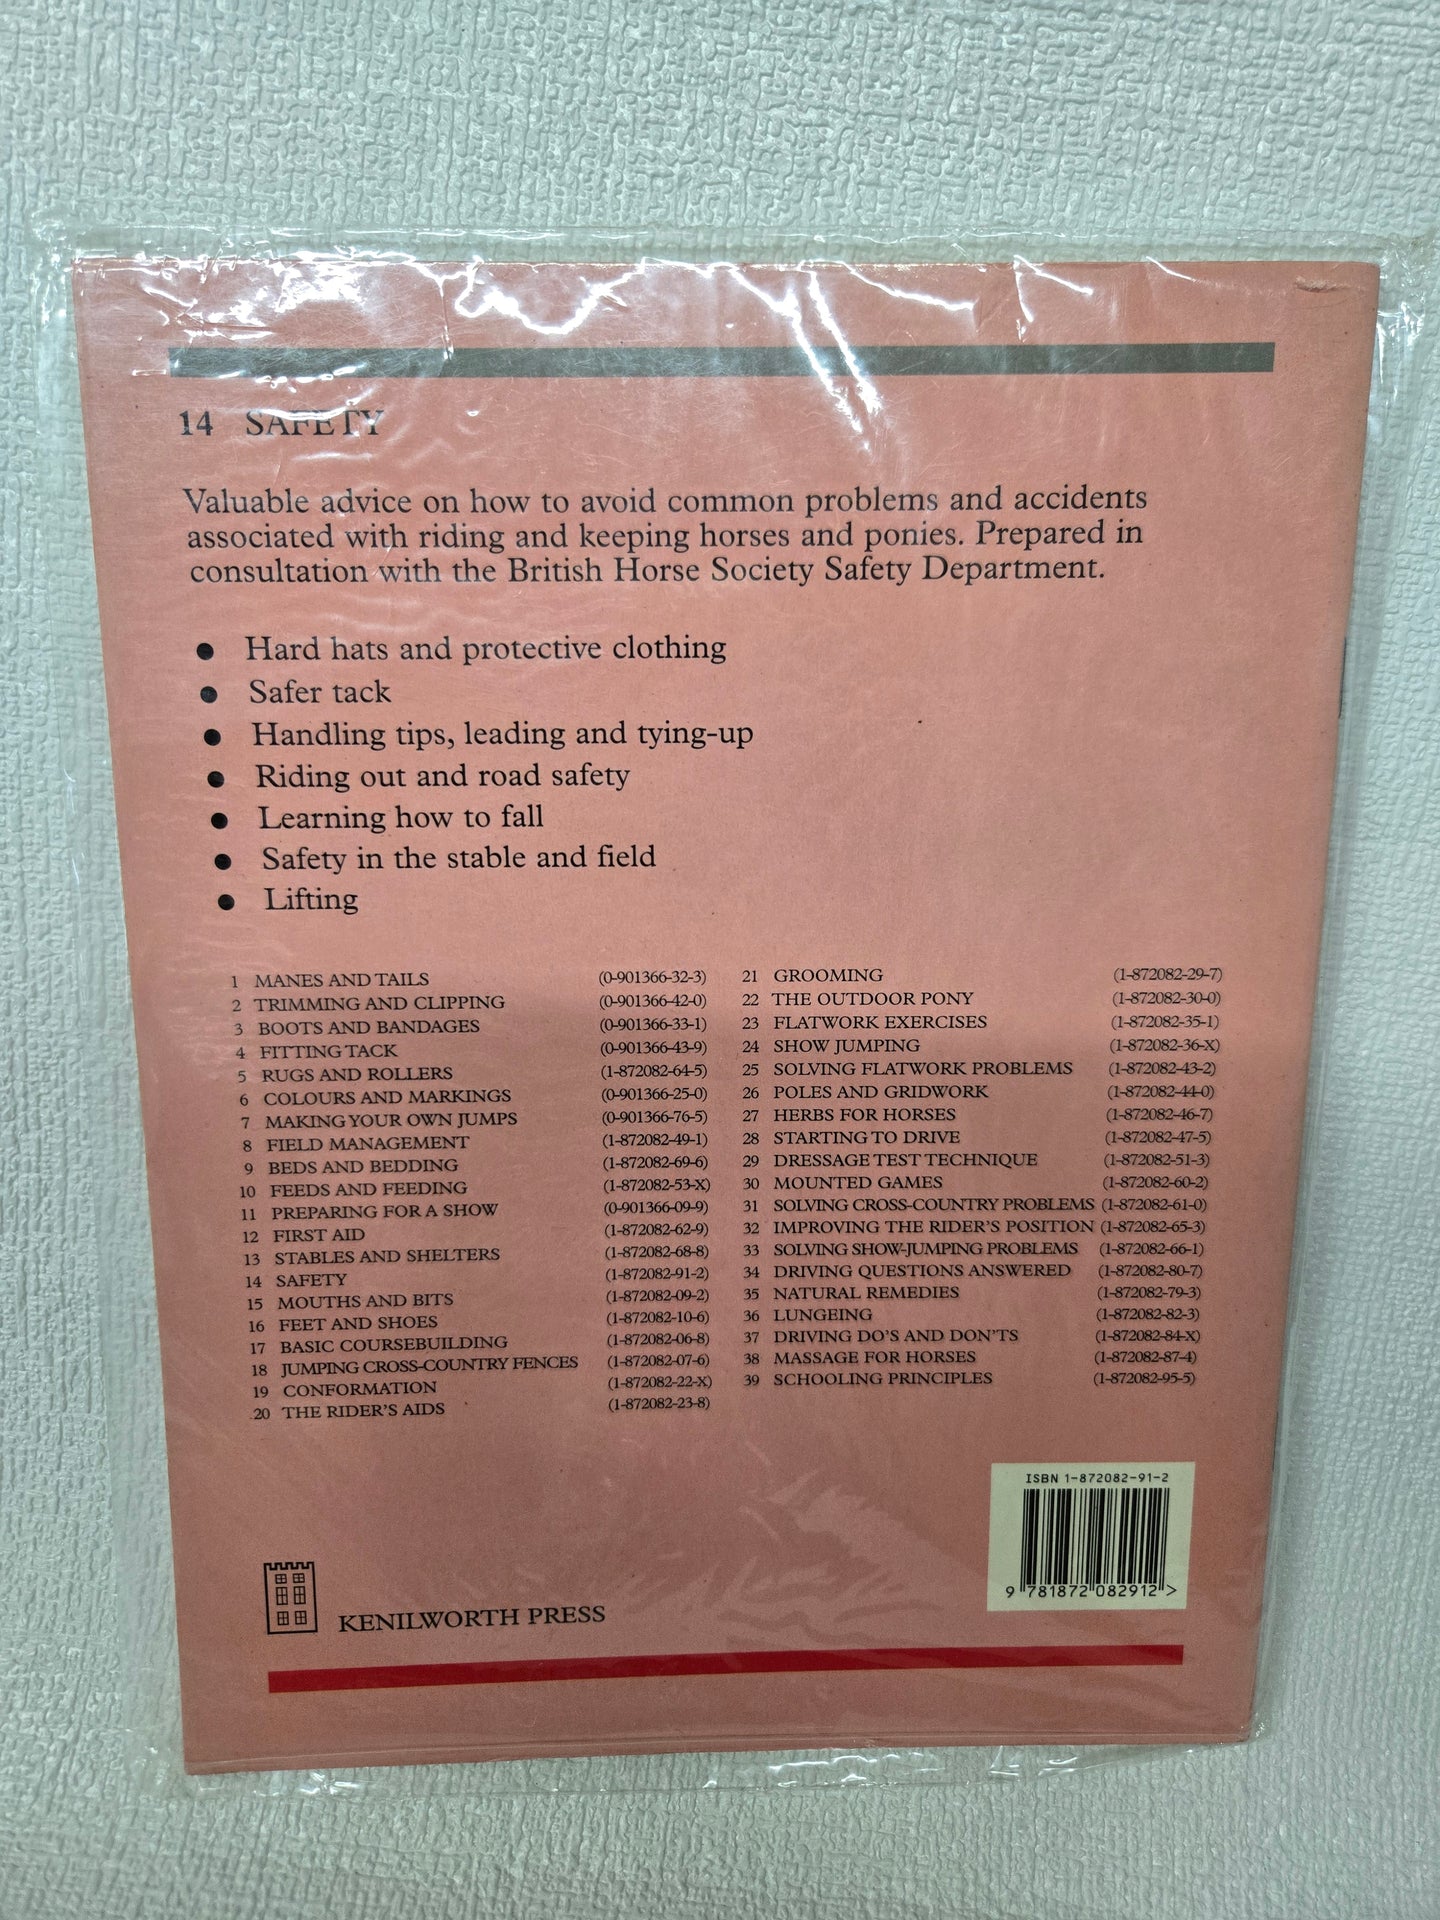 14 SAFETY
Valuable advice on how to avoid common problems and accidents
associated with riding and keeping horses and ponies. Prepared in
consultation with the British Horse Society Safety Department.
● Hard hats and protective clothing
● Safer tack
● Handling tips, leading and tying-up
● Riding out and road safety
● Learning how to fall
● Safety in the stable and field
● Lifting
1 MANES AND TAILS (0-901366-32-3)
2 TRIMMING AND CLIPPING (0-901366-42-0)
3 BOOTS AND BANDAGES (0-901366-33-1)
4 FITTING TACK (0-901366-43-9)
5 RUGS AND ROLLERS (1-872082-64-5)
6 COLOURS AND MARKINGS (0-901366-25-0)
7 MAKING YOUR OWN JUMPS (0-901366-76-5)
8 FIELD MANAGEMENT (1-872082-49-1)
9 BEDS AND BEDDING (1-872082-69-6)
10 FEEDS AND FEEDING (1-872082-53-X)
11 PREPARING FOR A SHOW (0-901366-09-9)
12 FIRST AID (1-872082-62-9)
13 STABLES AND SHELTERS (1-872082-68-8)
14 SAFETY (1-872082-91-2)
15 MOUTHS AND BITS (1-872082-09-2)
16 FEET AND SHOES (1-872082-10-6)
17 BASIC COURSEBUILDING (1-872082-06-8)
18 JUMPING CROSS-COUNTRY FENCES (1-872082-07-6)
19 CONFORMATION (1-872082-22-X)
20 THE RIDER'S AIDS (1-872082-23-8)
21 GROOMING (1-872082-29-7)
22 THE OUTDOOR PONY (1-872082-30-0)
23 FLATWORK EXERCISES (1-872082-35-1)
24 SHOW JUMPING (1-872082-36-X)
25 SOLVING FLATWORK PROBLEMS (1-872082-43-2)
26 POLES AND GRIDWORK (1-872082-44-0)
27 HERBS FOR HORSES (1-872082-46-7)
28 STARTING TO DRIVE (1-872082-47-5)
29 DRESSAGE TEST TECHNIQUE (1-872082-51-3)
30 MOUNTED GAMES (1-872082-60-2)
31 SOLVING CROSS-COUNTRY PROBLEMS (1-872082-61-0)
32 IMPROVING THE RIDER'S POSITION (1-872082-65-3)
33 SOLVING SHOW-JUMPING PROBLEMS (1-872082-66-1)
34 DRIVING QUESTIONS ANSWERED (1-872082-80-7)
35 NATURAL REMEDIES (1-872082-79-3)
36 LUNGEING (1-872082-82-3)
37 DRIVING DO'S AND DON'TS (1-872082-84-X)
38 MASSAGE FOR HORSES (1-872082-87-4)
39 SCHOOLING PRINCIPLES (1-872082-95-5)
ISBN 1-872082-91-2
9 781872 082912 >
KENILWORTH PRESS